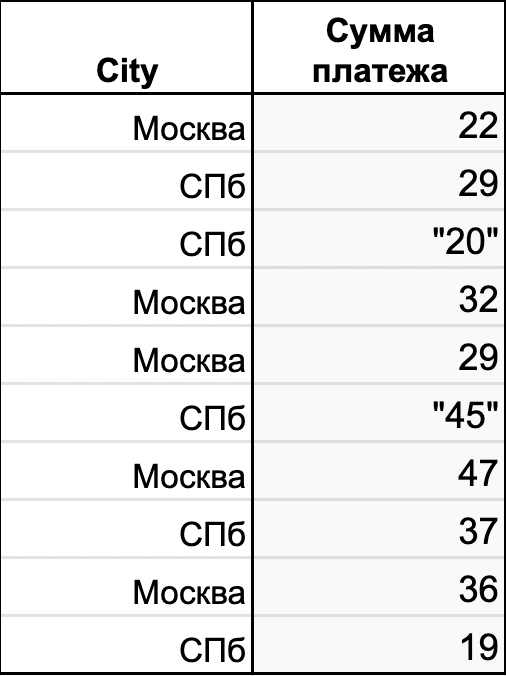 City Сумма платежа
Москва 22
СПб 29
СПб "20"
Москва 32
Москва 29
СПб "45"
Москва 47
СПб 37
Москва 36
СПб 19